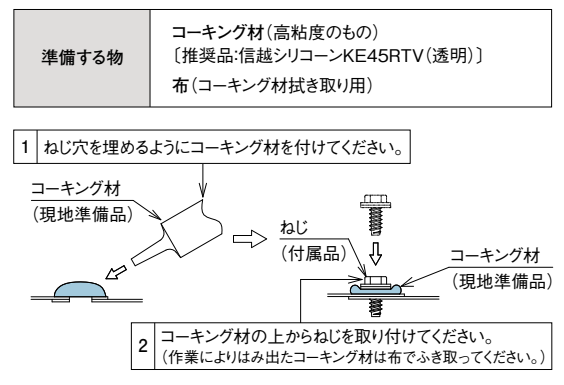 準備する物
コーキング材(高粘度のもの)
〔推奨品:信越シリコーンKE45RTV(透明)〕
布(コーキング材拭き取り用)
1 ねじ穴を埋めるようにコーキング材を付けてください。
コーキング材
(現地準備品)
ねじ
(付属品)
コーキング材
(現地準備品)
2 コーキング材の上からねじを取り付けてください。
(作業によりはみ出たコーキング材は布でふき取ってください。)